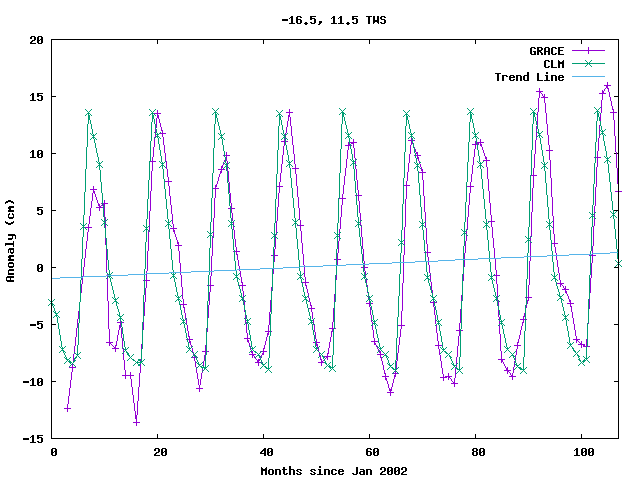 -16.5, 11.5 TWS
GRACE
CLM
Trend Line
20
15
10
5
0
-5
-10
-15
Anomaly (cm)
0 20 40 60 80 100
Months since Jan 2002